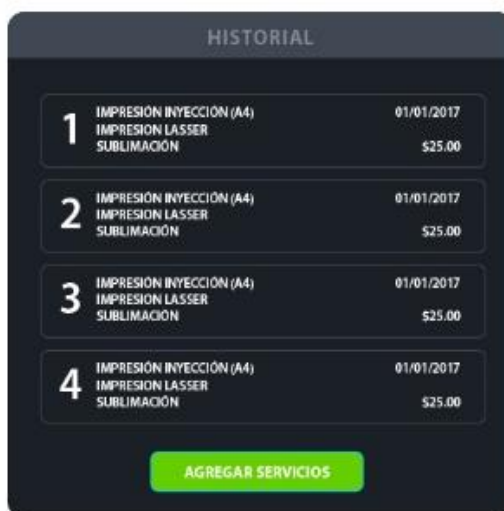 HISTORIAL
1 IMPRESIÓN INYECCIÓN (A4) 01/01/2017
IMPRESION LASSER
SUBLIMACIÓN $25.00
2 IMPRESIÓN INYECCIÓN (A4) 01/01/2017
IMPRESION LASSER
SUBLIMACIÓN $25.00
3 IMPRESIÓN INYECCIÓN (A4) 01/01/2017
IMPRESION LASSER
SUBLIMACIÓN $25.00
4 IMPRESIÓN INYECCIÓN (A4) 01/01/2017
IMPRESION LASSER
SUBLIMACIÓN $25.00
AGREGAR SERVICIOS